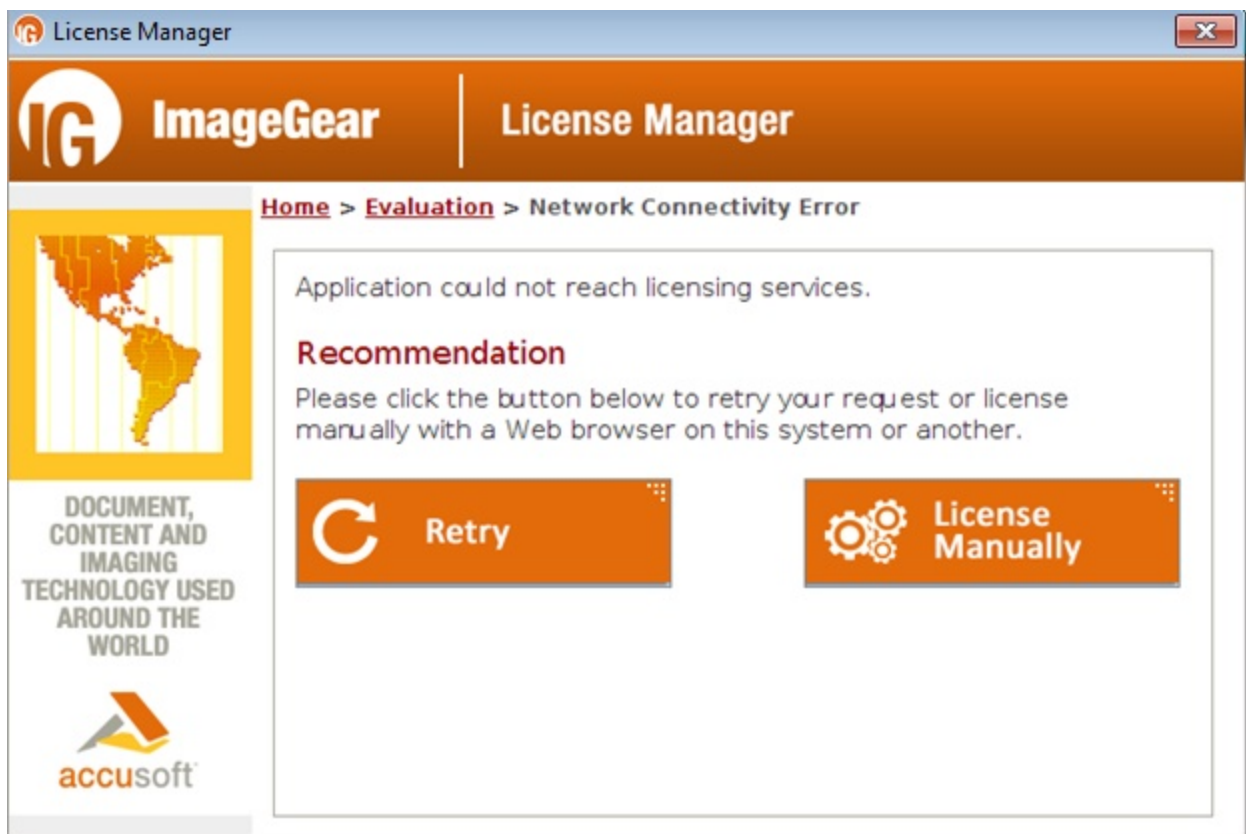 License Manager
IG ImageGear
License Manager
Home > Evaluation > Network Connectivity Error
Application could not reach licensing services.
Recommendation
Please click the button below to retry your request or license
manually with a Web browser on this system or another.
Retry
License
Manually
DOCUMENT,
CONTENT AND
IMAGING
TECHNOLOGY USED
AROUND THE
WORLD
accusoft